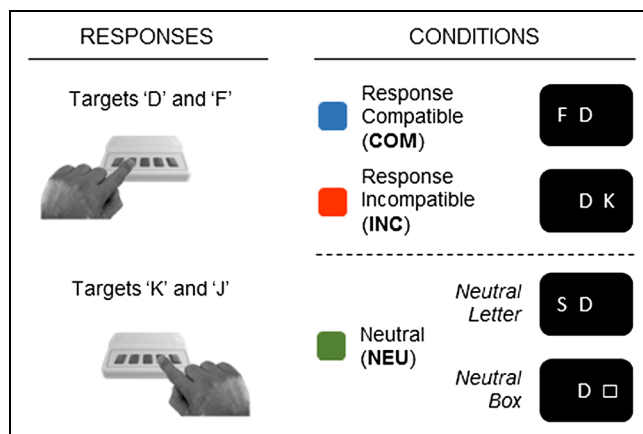 RESPONSES
Targets 'D' and 'F'
Targets 'K' and 'J'
CONDITIONS
Response
Compatible
(COM)
F D
Response
Incompatible
(INC)
D K
Neutral
(NEU)
Neutral
Letter
S D
Neutral
Box
D □